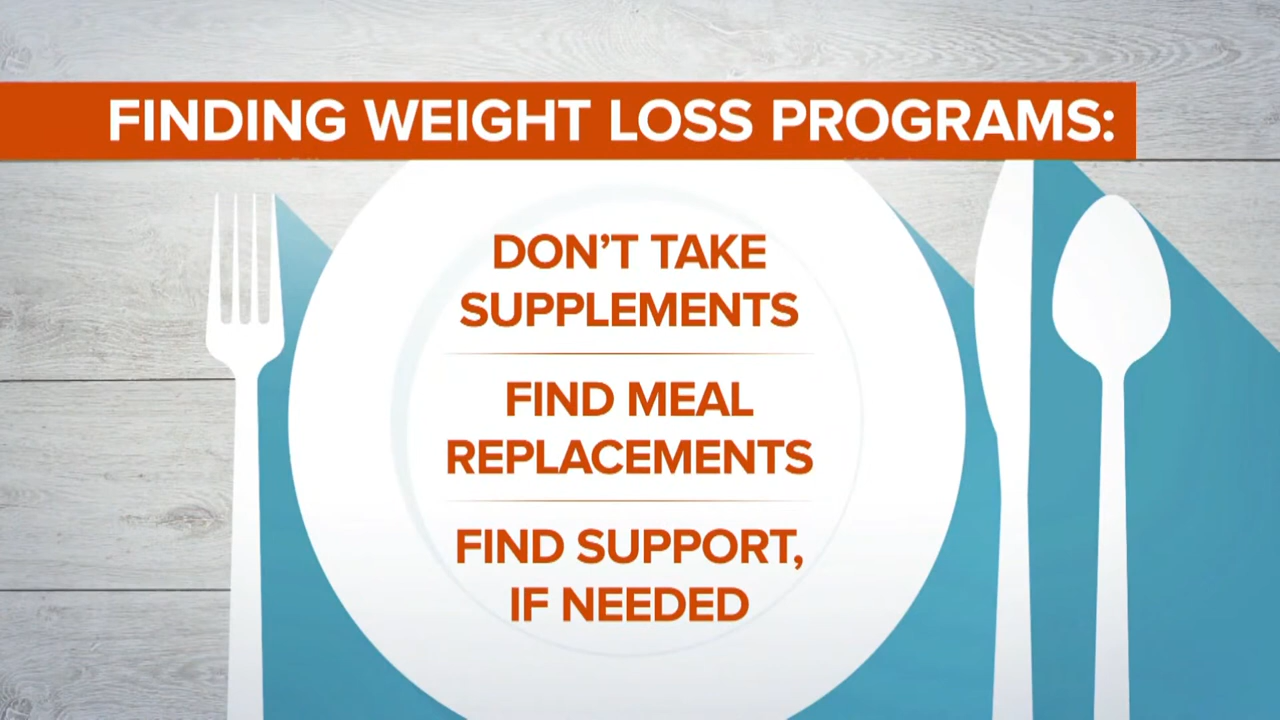 FINDING WEIGHT LOSS PROGRAMS:
DON’T TAKE
SUPPLEMENTS
FIND MEAL
REPLACEMENTS
FIND SUPPORT,
IF NEEDED